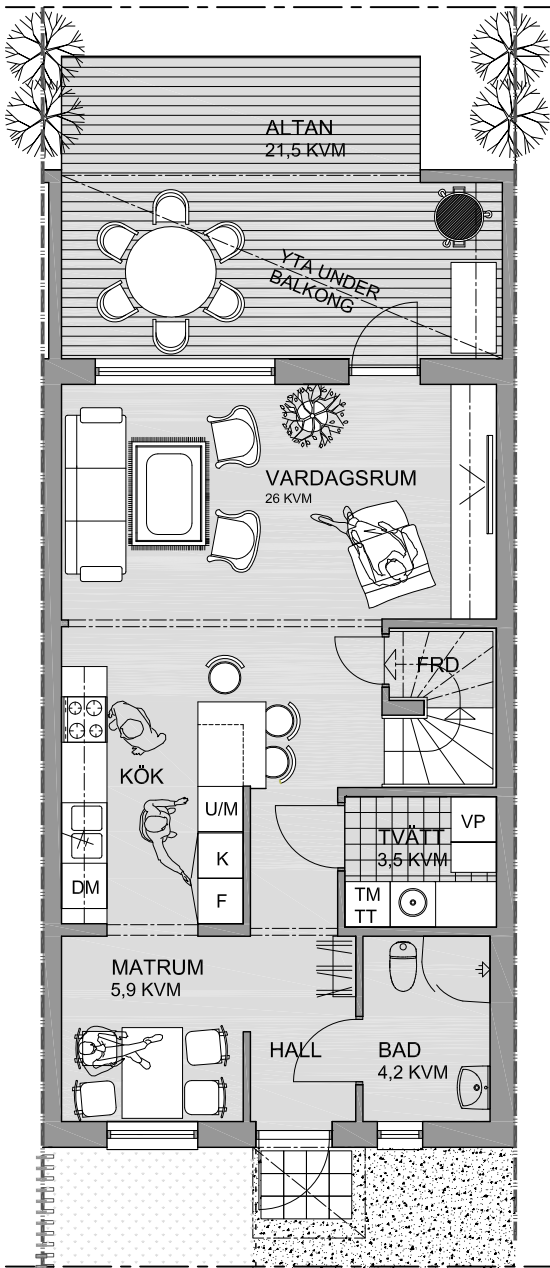 ALTAN
21,5 KVM
YTA UNDER
BALKONG
VARDAGSRUM
26 KVM
FRD
KÖK
U/M
K
F
DM
TVÄTT
3,5 KVM
VP
TM
TT
MATRUM
5,9 KVM
HALL
BAD
4,2 KVM